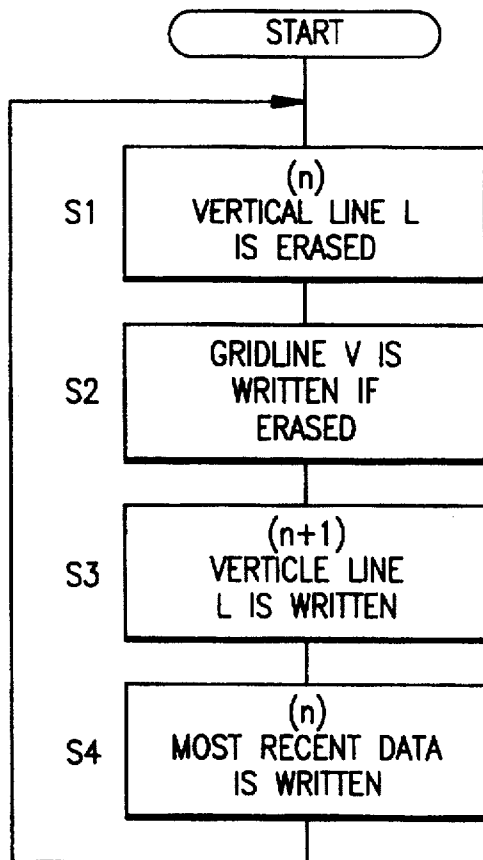 START
S1
(n)
VERTICAL LINE L
IS ERASED
S2
GRIDLINE V IS
WRITTEN IF
ERASED
S3
(n+1)
VERTICLE LINE
L IS WRITTEN
S4
(n)
MOST RECENT DATA
IS WRITTEN